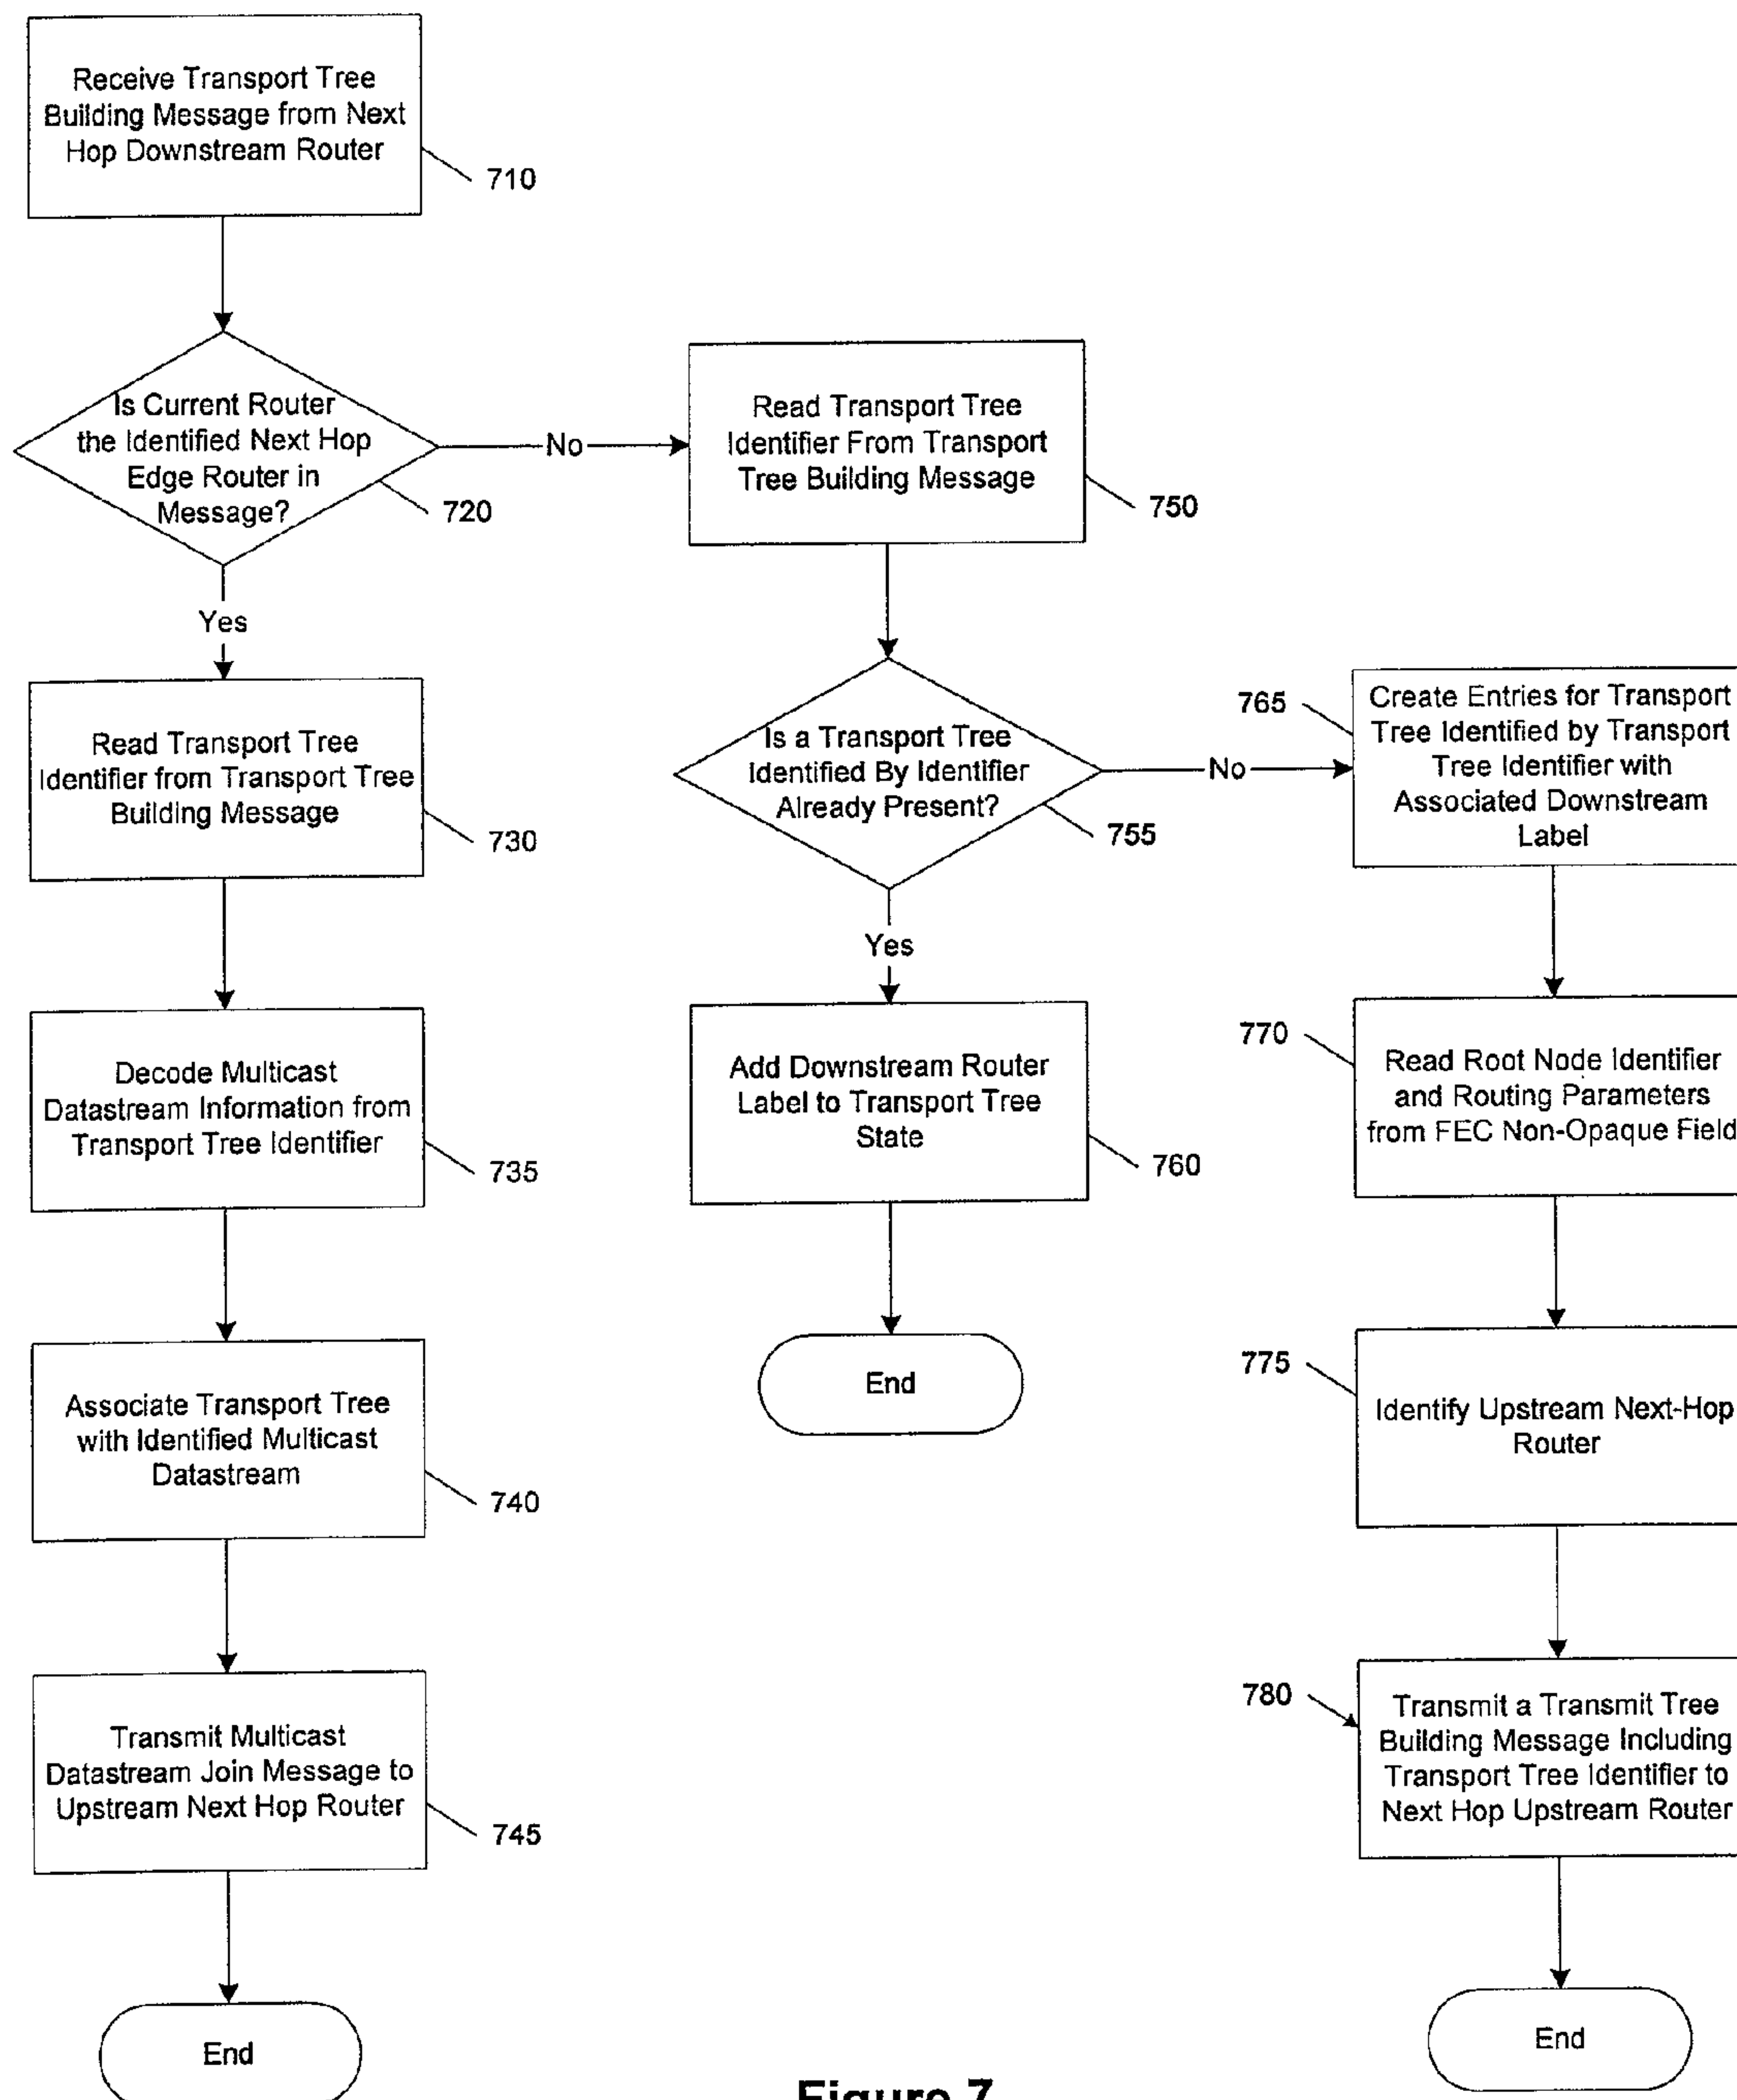 Receive Transport Tree
Building Message from Next
Hop Downstream Router
710
Is Current Router
the Identified Next Hop
Edge Router in
Message?
720
No
Yes
Read Transport Tree
Identifier from Transport Tree
Building Message
730
Decode Multicast
Datastream Information from
Transport Tree Identifier
735
Associate Transport Tree
with Identified Multicast
Datastream
740
Transmit Multicast
Datastream Join Message to
Upstream Next Hop Router
745
End
Read Transport Tree
Identifier From Transport
Tree Building Message
750
Is a Transport Tree
Identified By Identifier
Already Present?
755
No
Yes
Add Downstream Router
Label to Transport Tree
State
760
End
765
Create Entries for Transport
Tree Identified by Transport
Tree Identifier with
Associated Downstream
Label
770
Read Root Node Identifier
and Routing Parameters
from FEC Non-Opaque Field
775
Identify Upstream Next-Hop
Router
780
Transmit a Transmit Tree
Building Message Including
Transport Tree Identifier to
Next Hop Upstream Router
End
Figure 7